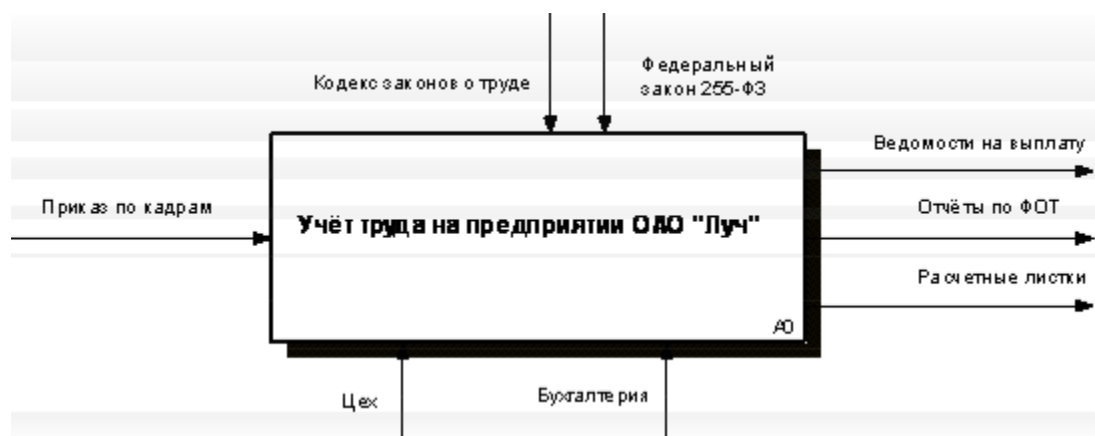 Кодекс законов о труде
Федеральный
закон 255-ФЗ
Ведомости на выплату
Приказ по кадрам
Отчёты по ФОТ
Учёт труда на предприятии ОАО "Луч"
Расчетные листки
A0
Цех
Бухгалтерия